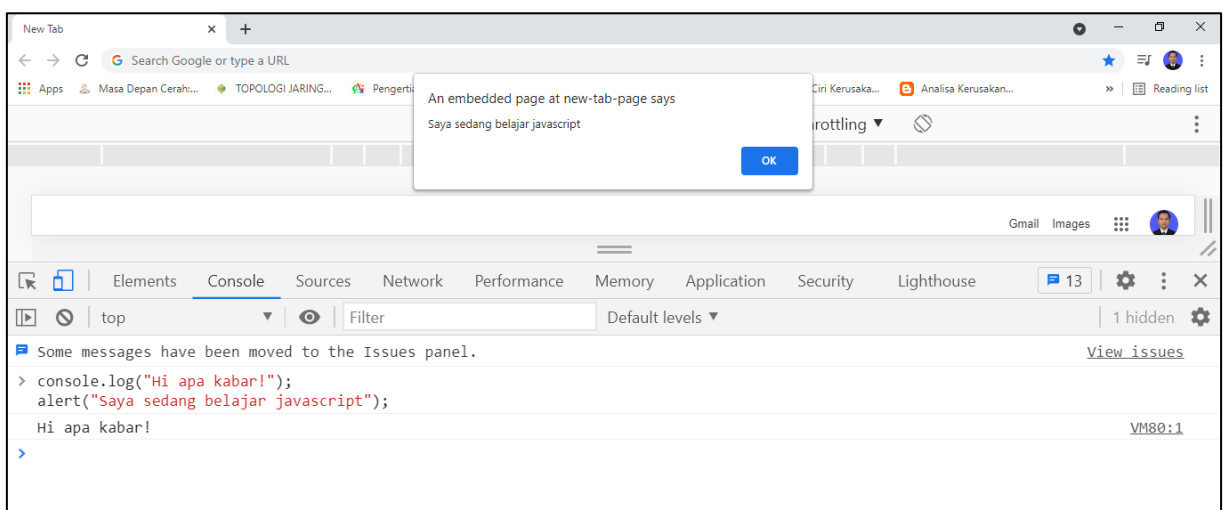 New Tab
Search Google or type a URL
Apps Masa Depan Cerah:... TOPOLOGI JARING... Pengerti Ciri Kerusaka... Analisa Kerusakan... » Reading list
An embedded page at new-tab-page says
Saya sedang belajar javascript
rottling ▼
OK
Gmail Images
Elements Console Sources Network Performance Memory Application Security Lighthouse 13
top ▼ Filter Default levels ▼ 1 hidden
Some messages have been moved to the Issues panel. View issues
> console.log("Hi apa kabar!");
alert("Saya sedang belajar javascript");
Hi apa kabar! VM80:1
>